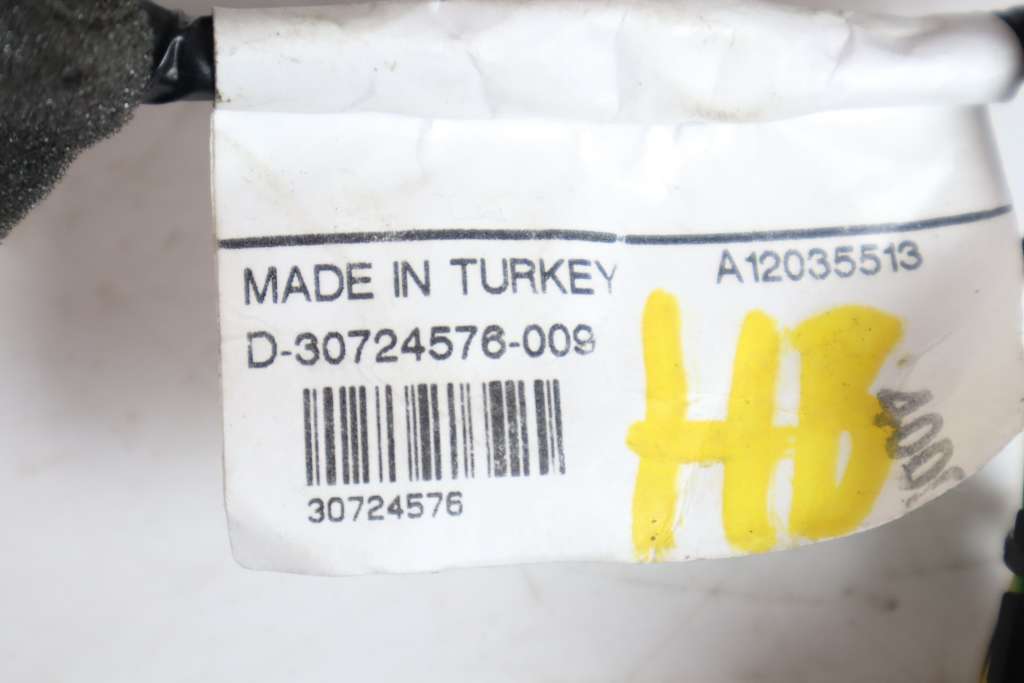 MADE IN TURKEY
A12035513
D-30724576-009
30724576
HB